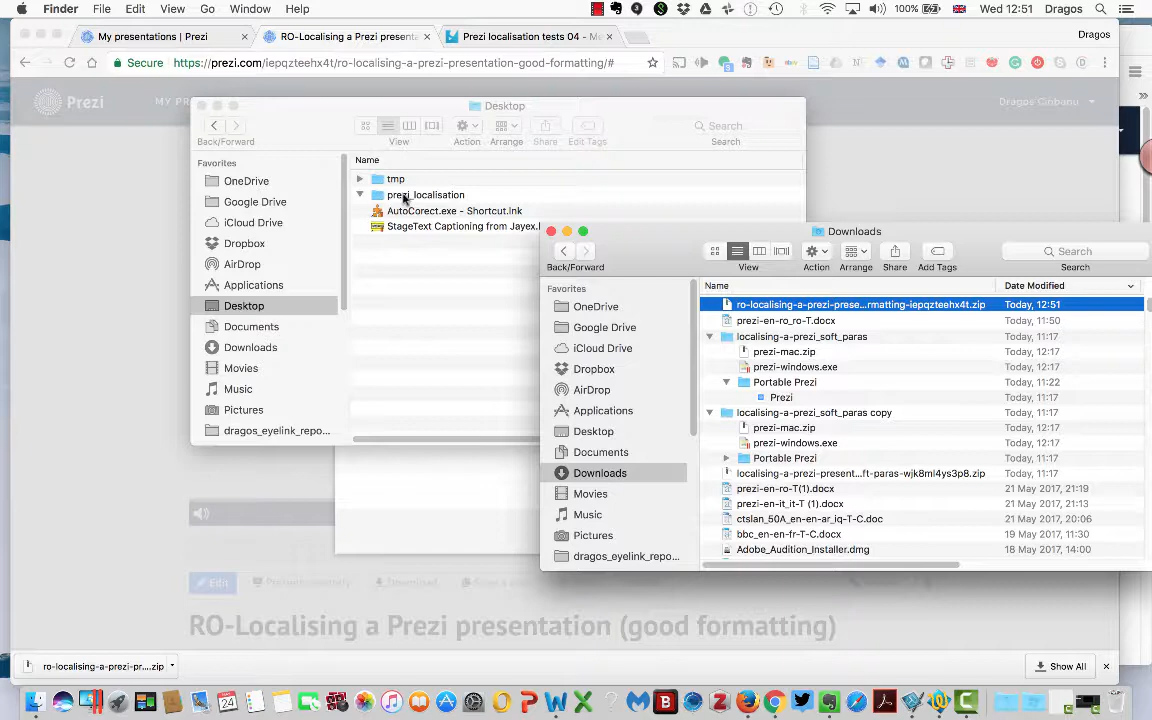 Finder File Edit View Go Window Help 100% Wed 12:51 Dragos
My presentations | Prezi
RO-Localising a Prezi presenta
Prezi localisation tests 04 - Me
Dragos
Secure https://prezi.com/iepqzteehx4t/ro-localising-a-prezi-presentation-good-formatting/#
Prezi
Desktop
Back/Forward View Action Arrange Share Edit Tags Search
Search
Favorites
OneDrive
Google Drive
iCloud Drive
Dropbox
AirDrop
Applications
Desktop
Documents
Downloads
Movies
Music
Pictures
dragos_eyelink_repo...
Name
tmp
prezi_localisation
AutoCorect.exe - Shortcut.lnk
StageText Captioning from Jayex.l
Downloads
Back/Forward View Action Arrange Share Add Tags Search
Search
Favorites
OneDrive
Google Drive
iCloud Drive
Dropbox
AirDrop
Applications
Desktop
Documents
Downloads
Movies
Music
Pictures
dragos_eyelink_repo...
Name Date Modified
ro-localising-a-prezi-prese...rmatting-iepqzteehx4t.zip Today, 12:51
prezi-en-ro_ro-T.docx Today, 11:50
localising-a-prezi_soft_paras Today, 11:17
prezi-mac.zip Today, 12:17
prezi-windows.exe Today, 12:17
Portable Prezi Today, 11:22
Prezi Today, 11:17
localising-a-prezi_soft_paras copy Today, 11:17
prezi-mac.zip Today, 12:17
prezi-windows.exe Today, 12:17
Portable Prezi Today, 11:17
localising-a-prezi-present...ft-paras-wjk8ml4ys3p8.zip Today, 11:17
prezi-en-ro-T(1).docx 21 May 2017, 21:19
prezi-en-it_it-T (1).docx 21 May 2017, 21:13
ctslan_50A_en-en-ar_iq-T-C.doc 21 May 2017, 20:06
bbc_en-en-fr-T-C.doc 19 May 2017, 11:30
Adobe_Audition_Installer.dmg 18 May 2017, 14:00
Edit Present remotely Download
RO-Localising a Prezi presentation (good formatting)
ro-localising-a-prezi-pr....zip
Show All